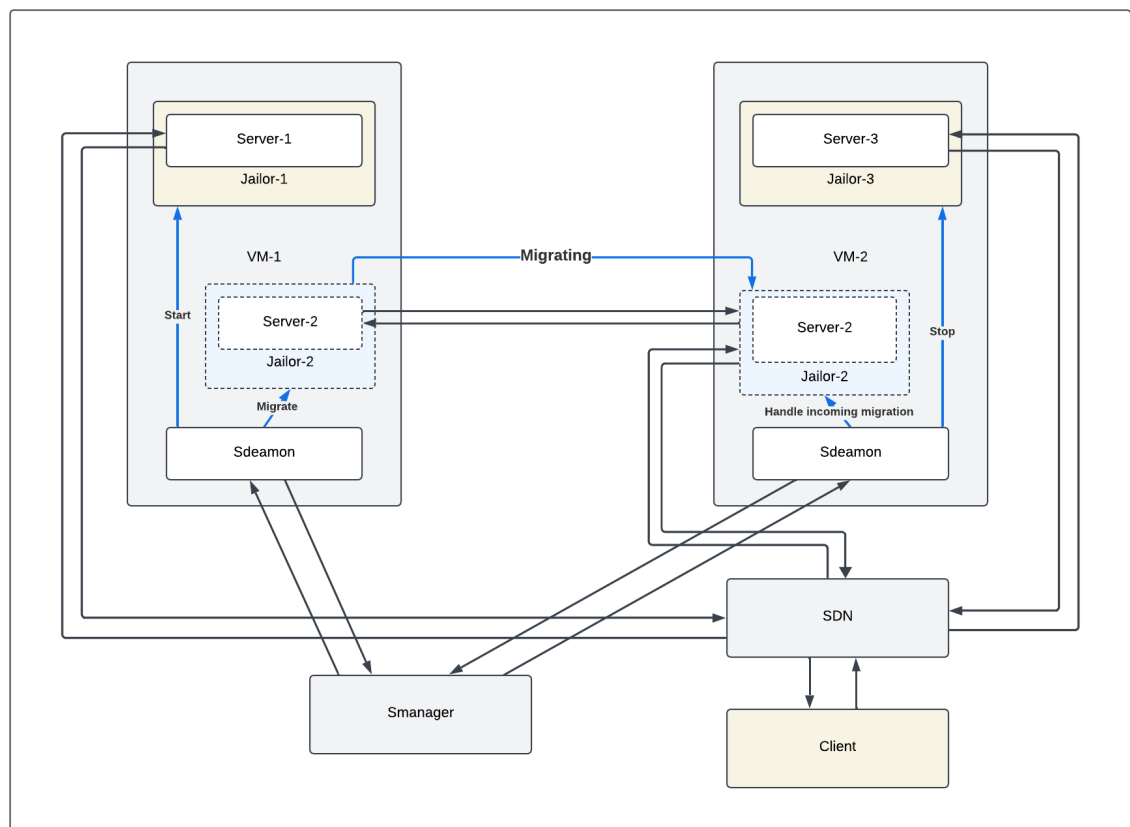 Server-1
Jailor-1
Server-3
Jailor-3
VM-1
Migrating
VM-2
Start
Server-2
Jailor-2
Server-2
Jailor-2
Stop
Migrate
Handle incoming migration
Sdeamon
Sdeamon
SDN
Smanager
Client